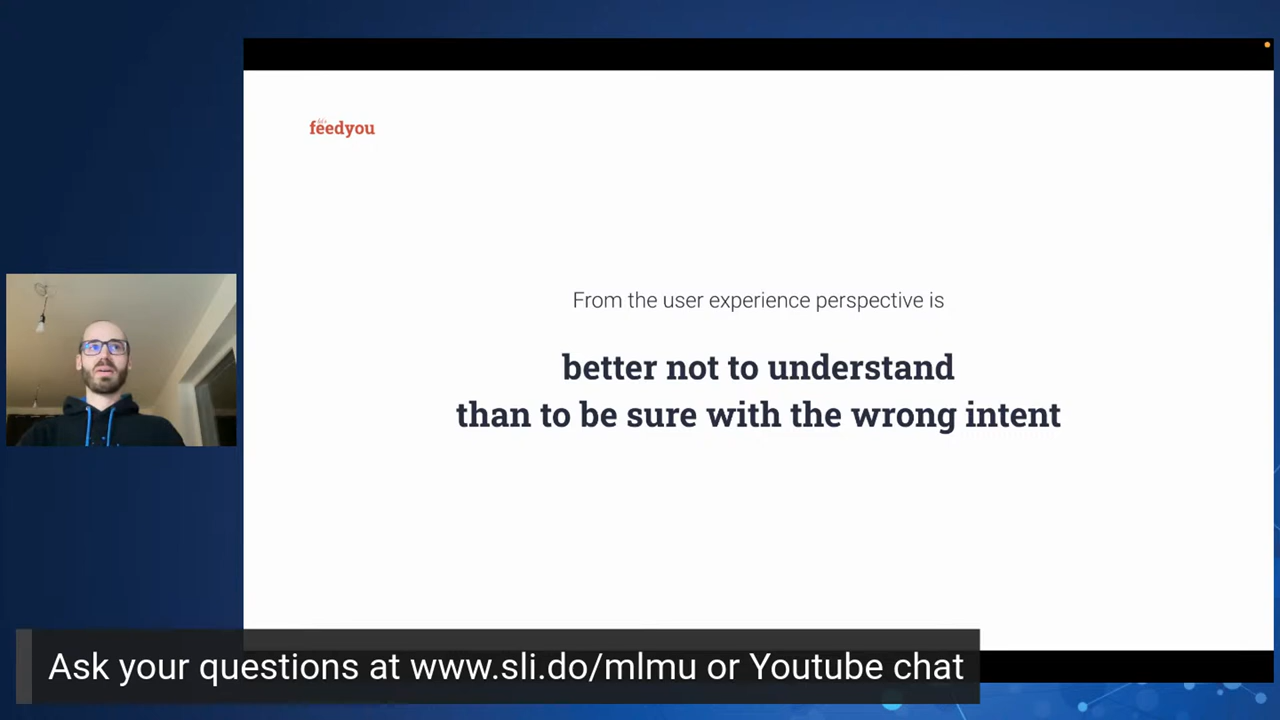 feedyou
From the user experience perspective is
better not to understand
than to be sure with the wrong intent
Ask your questions at www.sli.do/mlmu or Youtube chat